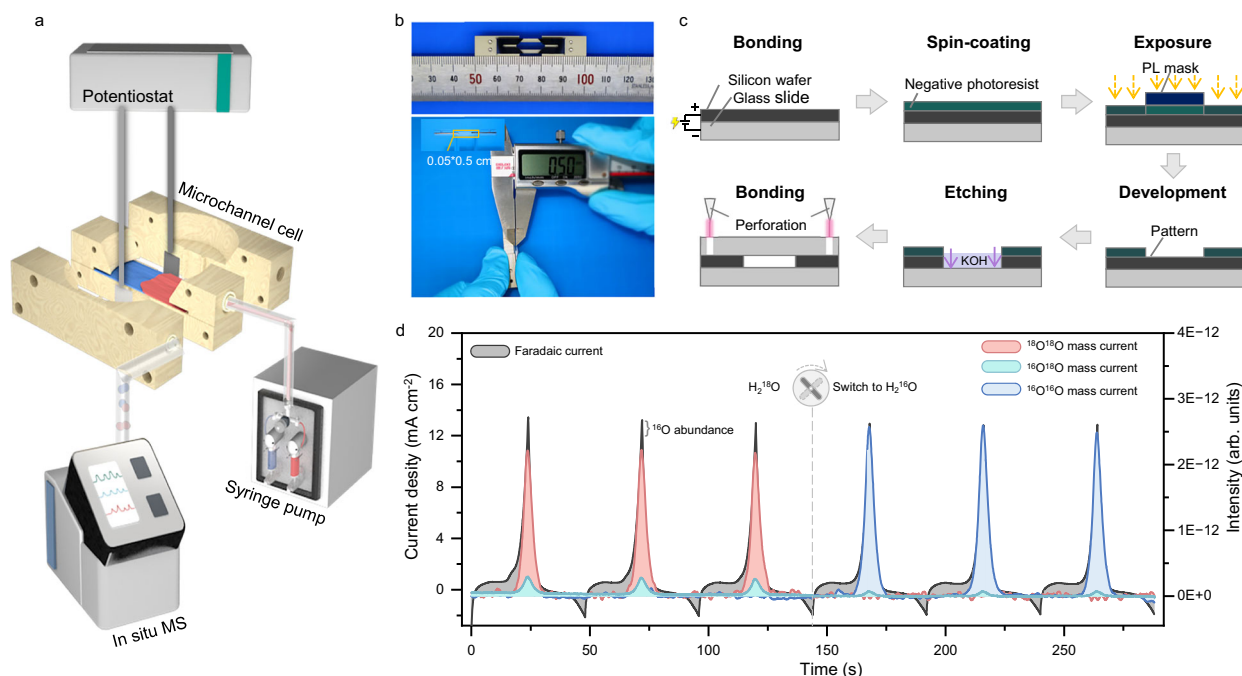 a
Potentiostat
Microchannel cell
Syringe pump
In situ MS
b
10 20 30 40 50 60 70 80 90 100 110 120 130
0.05*0.5 cm
0.50
c
Bonding
Silicon wafer
Glass slide
+
−
Spin-coating
Negative photoresist
Exposure
PL mask
Bonding
Perforation
Etching
KOH
Development
Pattern
d
Faradaic current
¹⁸O¹⁸O mass current
¹⁶O¹⁸O mass current
¹⁶O¹⁶O mass current
H₂¹⁸O
Switch to H₂¹⁶O
}¹⁶O abundance
Current desity (mA cm⁻²)
20
16
12
8
4
0
4E−12
3E−12
2E−12
1E−12
0E+0
Intensity (arb. units)
0 50 100 150 200 250
Time (s)